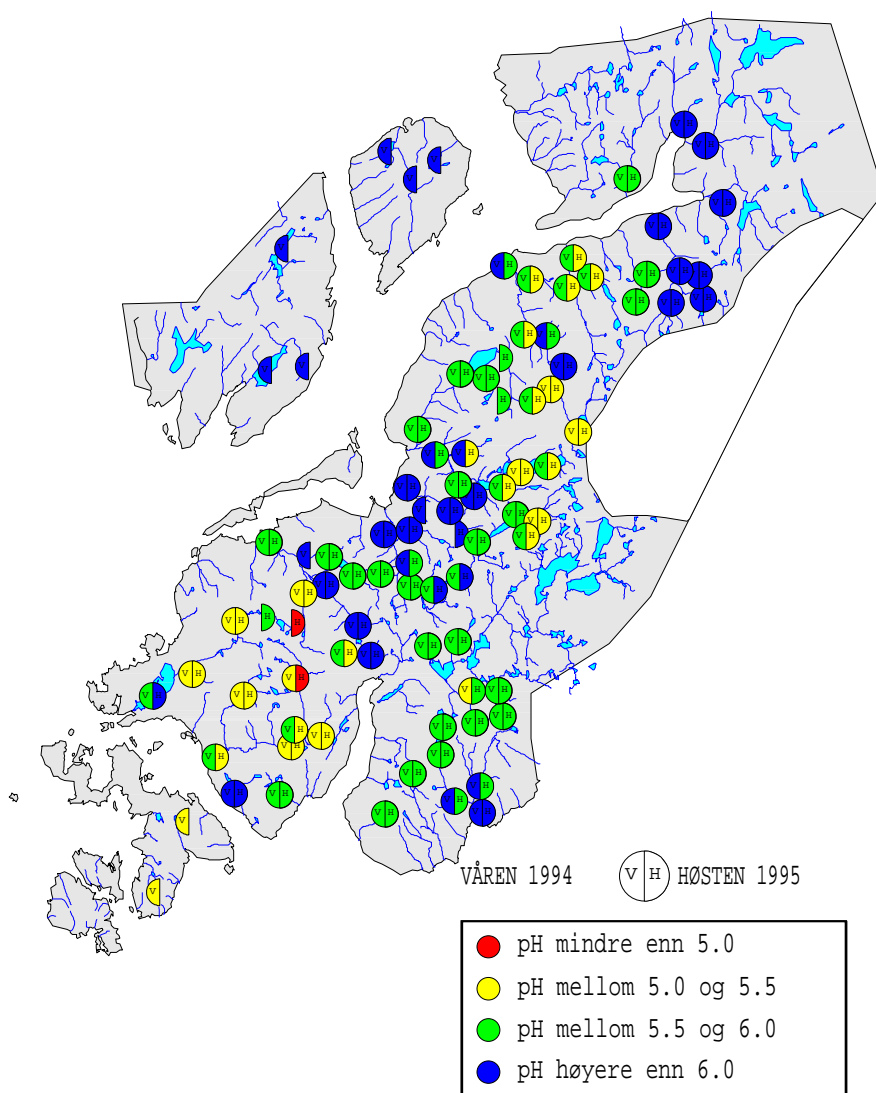 VÅREN 1994 V H HØSTEN 1995
pH mindre enn 5.0
pH mellom 5.0 og 5.5
pH mellom 5.5 og 6.0
pH høyere enn 6.0